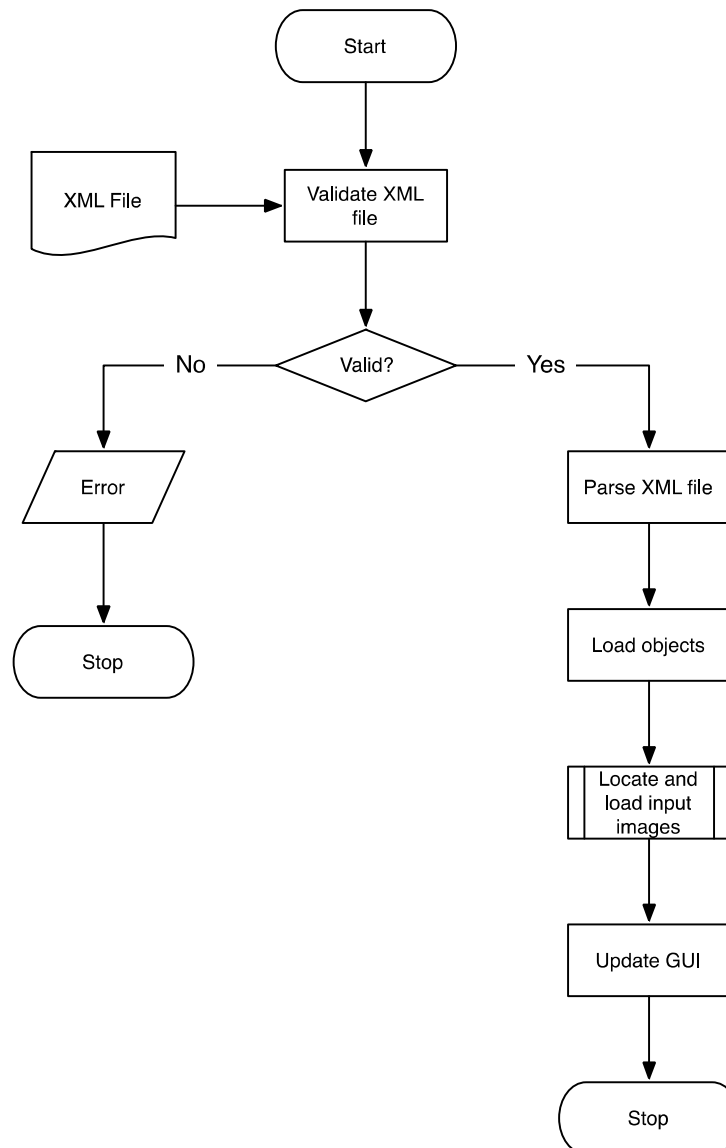 Start
XML File
Validate XML
file
Valid?
No
Yes
Error
Parse XML file
Stop
Load objects
Locate and
load input
images
Update GUI
Stop